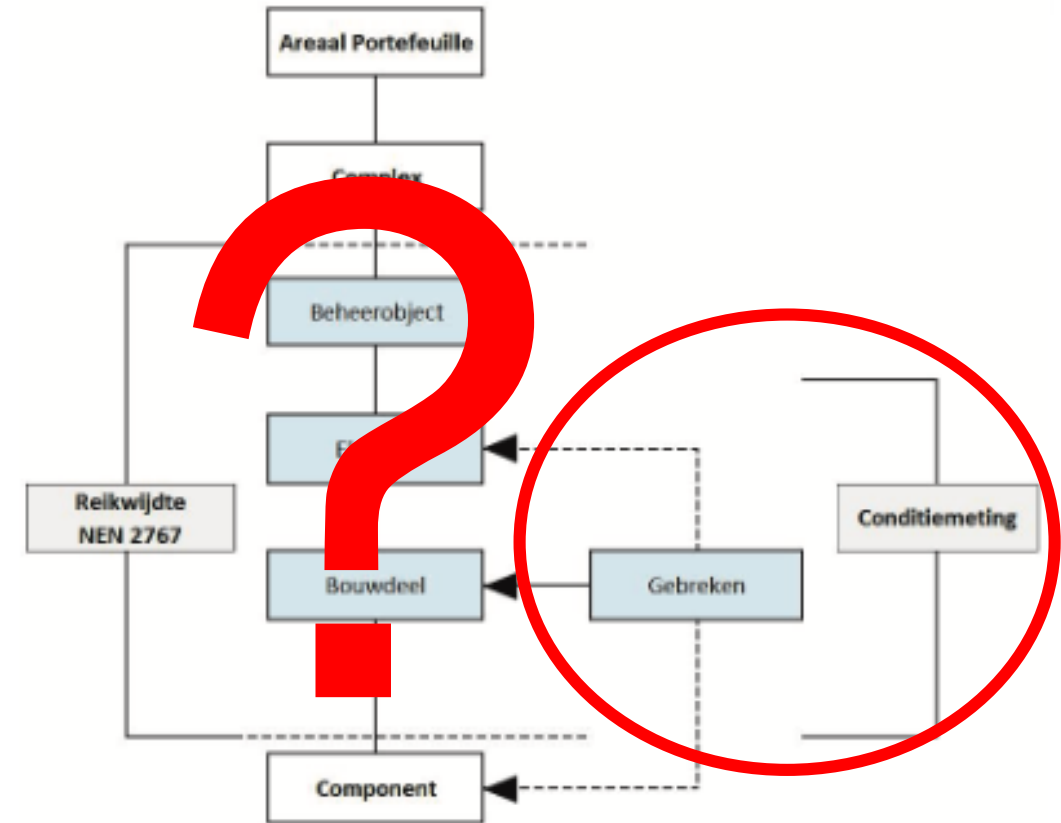 Areaal Portefeuille
Complex
Beheerobject
Reikwijdte
NEN 2767
Conditiemeting
Bouwdeel
Gebreken
Component